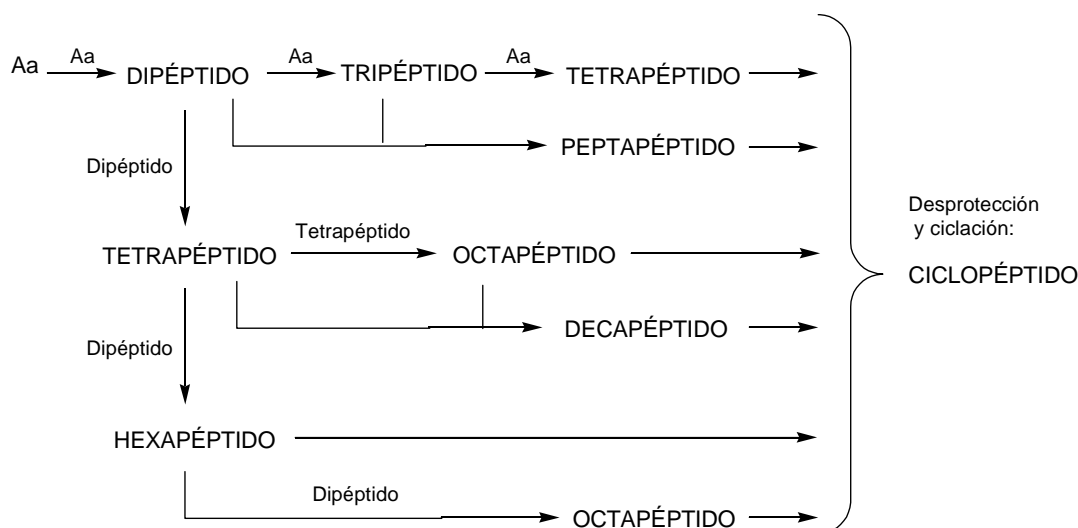 Aa Aa DIPÉPTIDO Aa TRIPÉPTIDO Aa TETRAPÉPTIDO
PEPTAPÉPTIDO
Dipéptido
Desprotección
y ciclación:
TETRAPÉPTIDO Tetrapéptido OCTAPÉPTIDO
CICLOPÉPTIDO
DECAPÉPTIDO
Dipéptido
HEXAPÉPTIDO
Dipéptido
OCTAPÉPTIDO